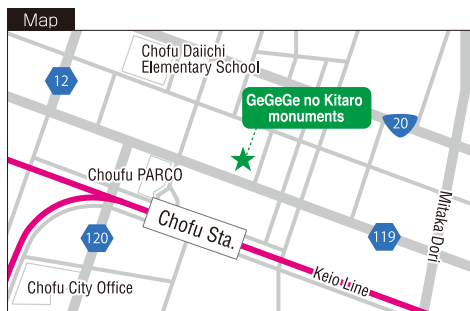 Map
Chofu Daiichi
Elementary School
12
GeGeGe no Kitaro
monuments
20
Choufu PARCO
Mitaka Dori
Chofu Sta.
119
120
Keio Line
Chofu City Office